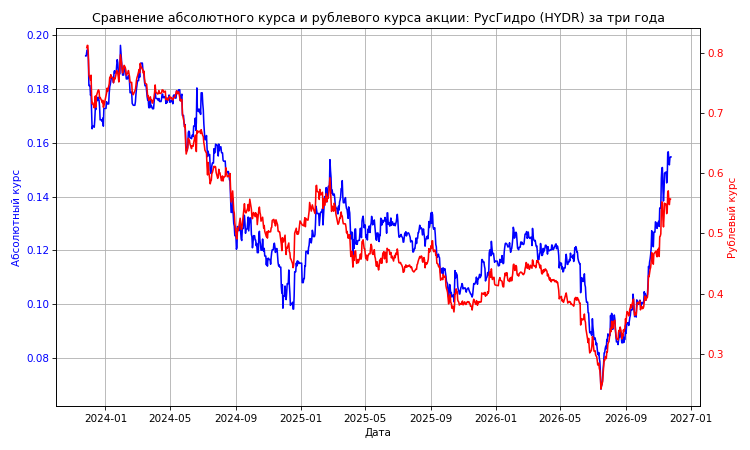 Сравнение абсолютного курса и рублевого курса акции: РусГидро (HYDR) за три года
Абсолютный курс
0.20
0.18
0.16
0.14
0.12
0.10
0.08
0.8
0.7
0.6
0.5
0.4
0.3
Рублевый курс
2024-01 2024-05 2024-09 2025-01 2025-05 2025-09 2026-01 2026-05 2026-09 2027-01
Дата